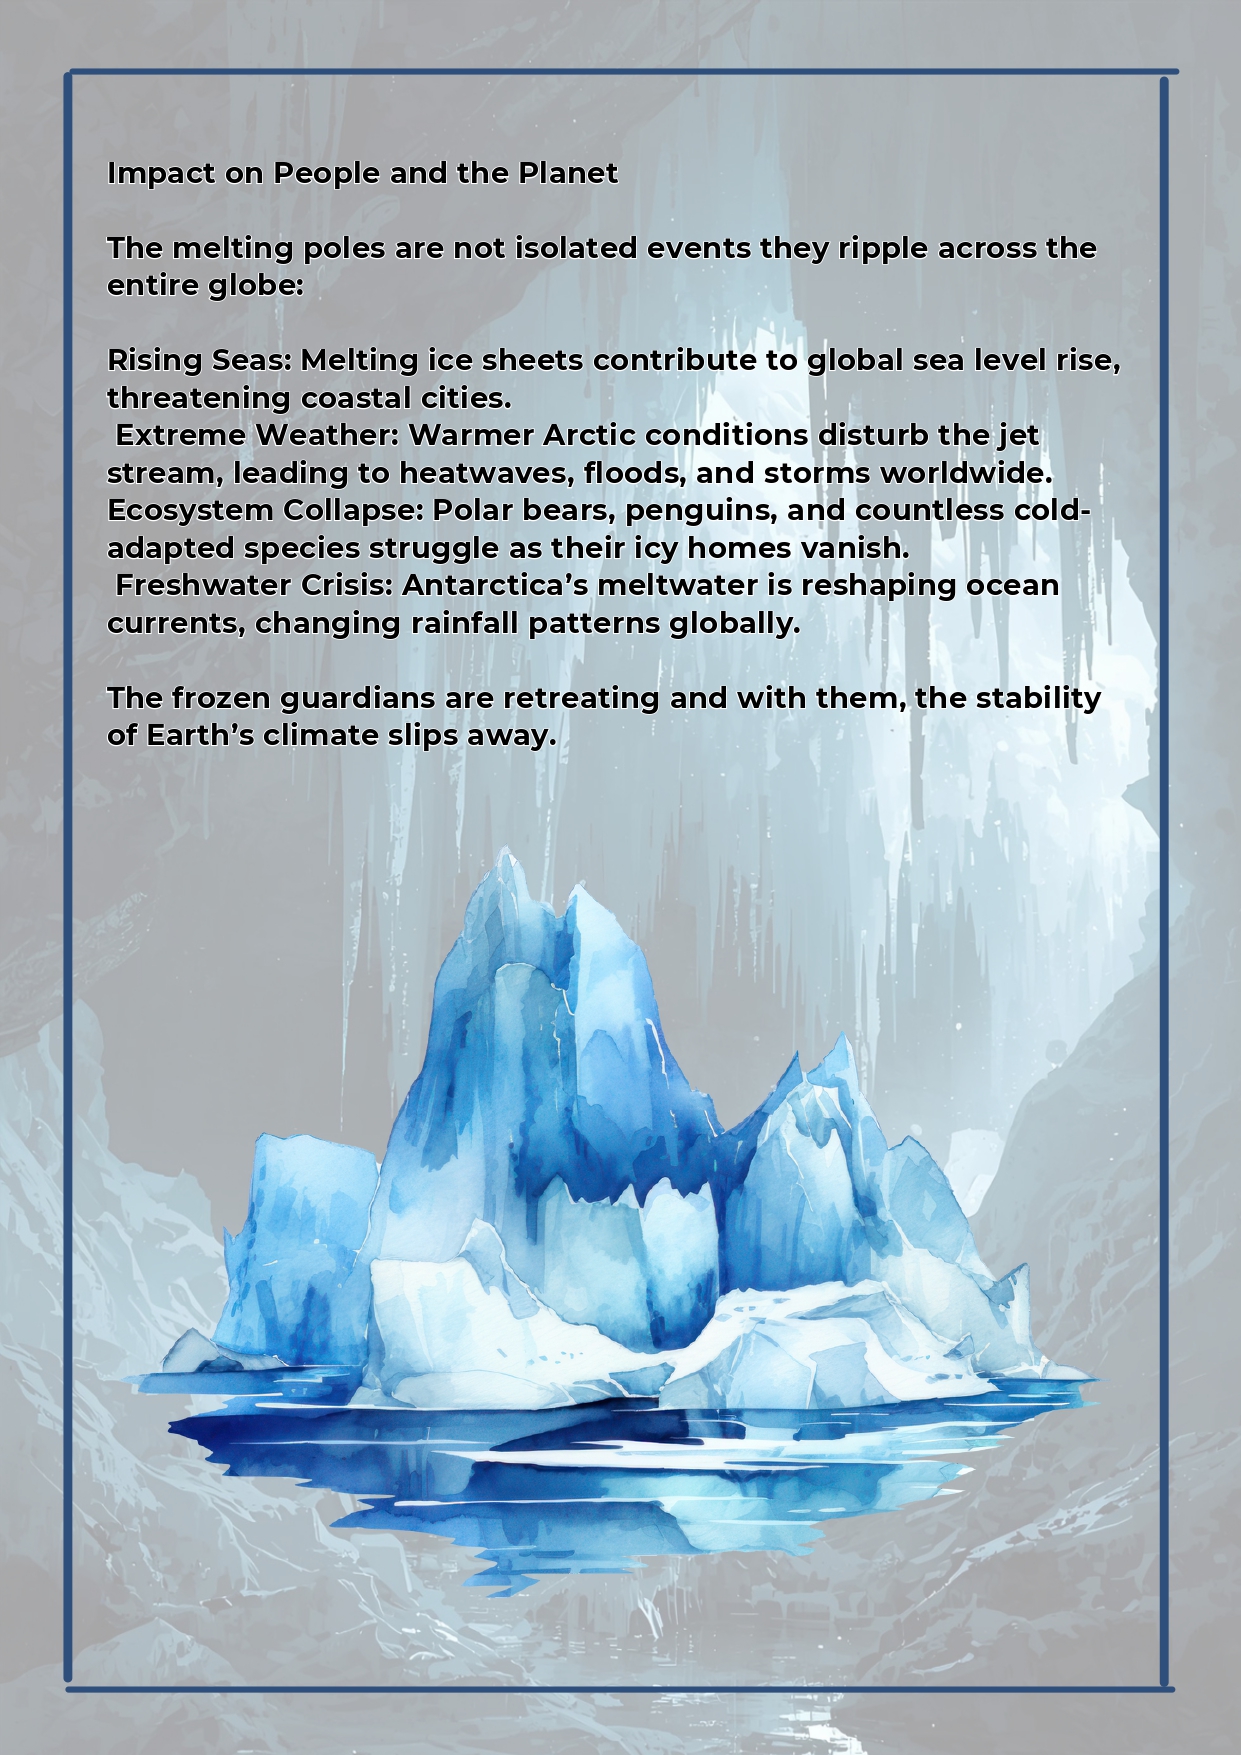 Impact on People and the Planet
The melting poles are not isolated events they ripple across the
entire globe:
Rising Seas: Melting ice sheets contribute to global sea level rise,
threatening coastal cities.
Extreme Weather: Warmer Arctic conditions disturb the jet
stream, leading to heatwaves, floods, and storms worldwide.
Ecosystem Collapse: Polar bears, penguins, and countless cold-
adapted species struggle as their icy homes vanish.
Freshwater Crisis: Antarctica’s meltwater is reshaping ocean
currents, changing rainfall patterns globally.
The frozen guardians are retreating and with them, the stability
of Earth’s climate slips away.